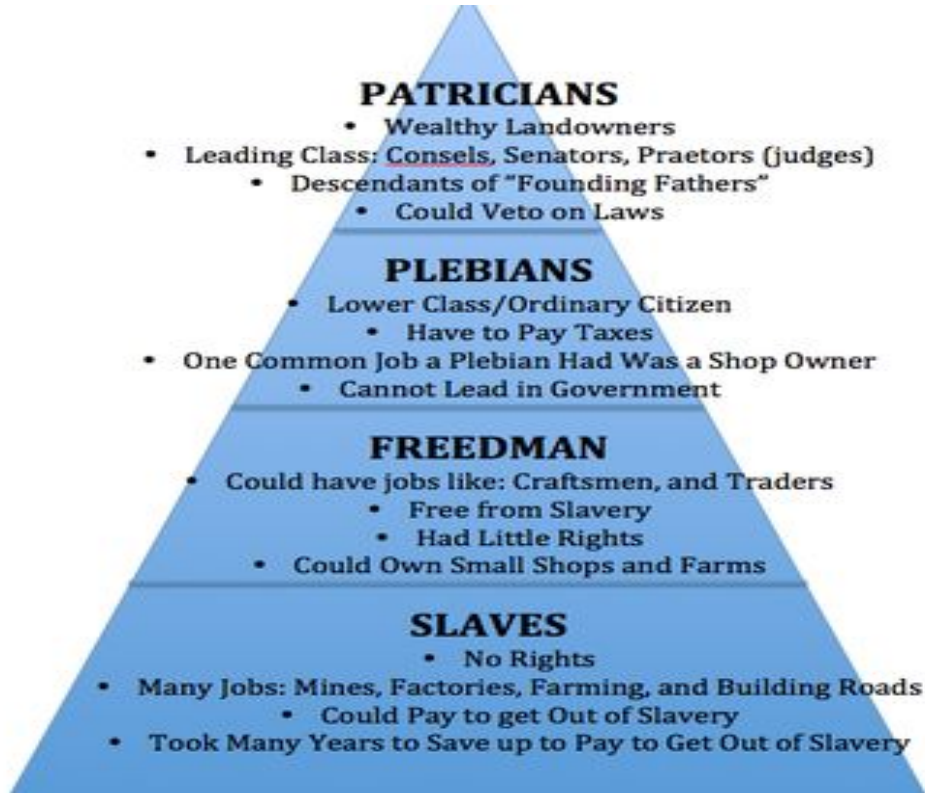 PATRICIANS
• Wealthy Landowners
• Leading Class: Consels, Senators, Praetors (judges)
• Descendants of “Founding Fathers”
• Could Veto on Laws
PLEBIANS
• Lower Class/Ordinary Citizen
• Have to Pay Taxes
• One Common Job a Plebian Had Was a Shop Owner
• Cannot Lead in Government
FREEDMAN
• Could have jobs like: Craftsmen, and Traders
• Free from Slavery
• Had Little Rights
• Could Own Small Shops and Farms
SLAVES
• No Rights
• Many Jobs: Mines, Factories, Farming, and Building Roads
• Could Pay to get Out of Slavery
• Took Many Years to Save up to Pay to Get Out of Slavery